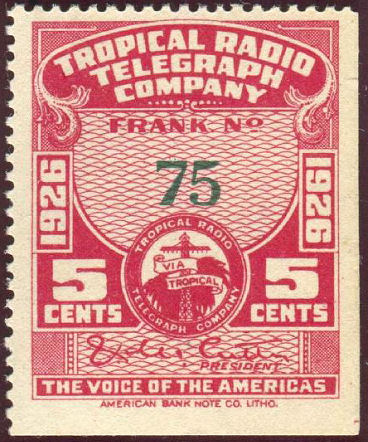 TROPICAL RADIO
TELEGRAPH
COMPANY
FRANK No
75
1926
1926
TROPICAL RADIO
VIA
TROPICAL
TELEGRAPH COMPANY
5
CENTS
5
CENTS
PRESIDENT
THE VOICE OF THE AMERICAS
AMERICAN BANK NOTE CO. LITHO.